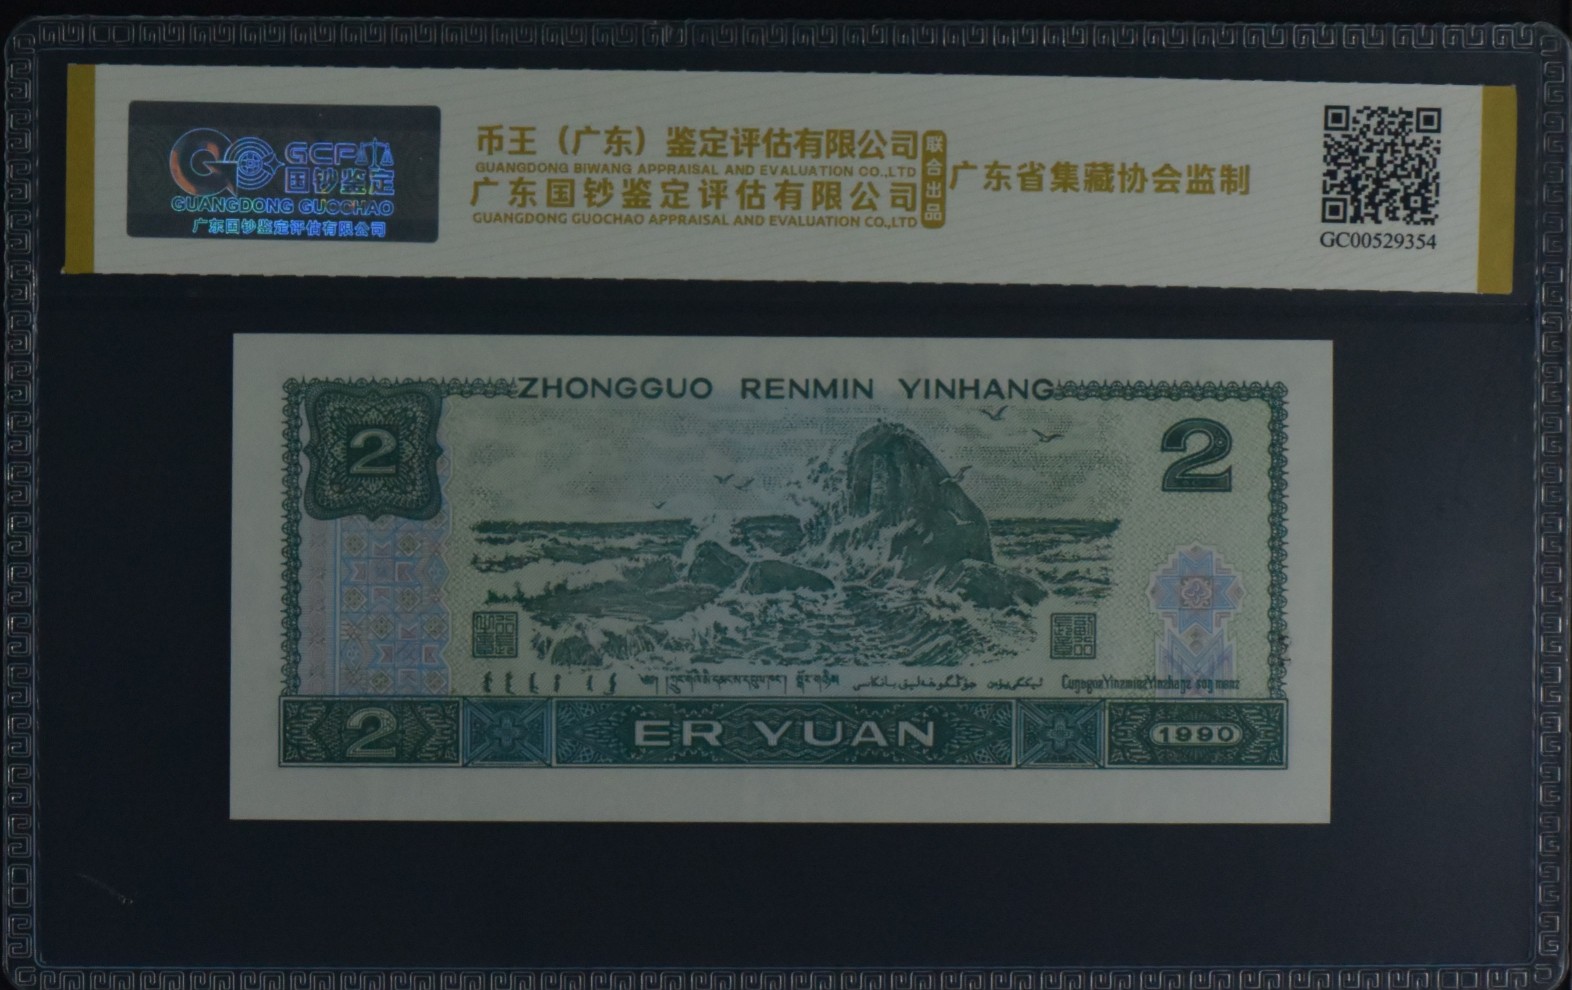 GCF
国钞鉴定
GUANGDONG GUOCHAO
广东国钞鉴定评估有限公司
币王（广东）鉴定评估有限公司
GUANGDONG BIWANG APPRAISAL AND EVALUATION CO.,LTD
广东国钞鉴定评估有限公司
GUANGDONG GUOCHAO APPRAISAL AND EVALUATION CO.,LTD
联合出品
广东省集藏协会监制
GC00529354
ZHONGGUO RENMIN YINHANG
2
2
2
ER YUAN
1990